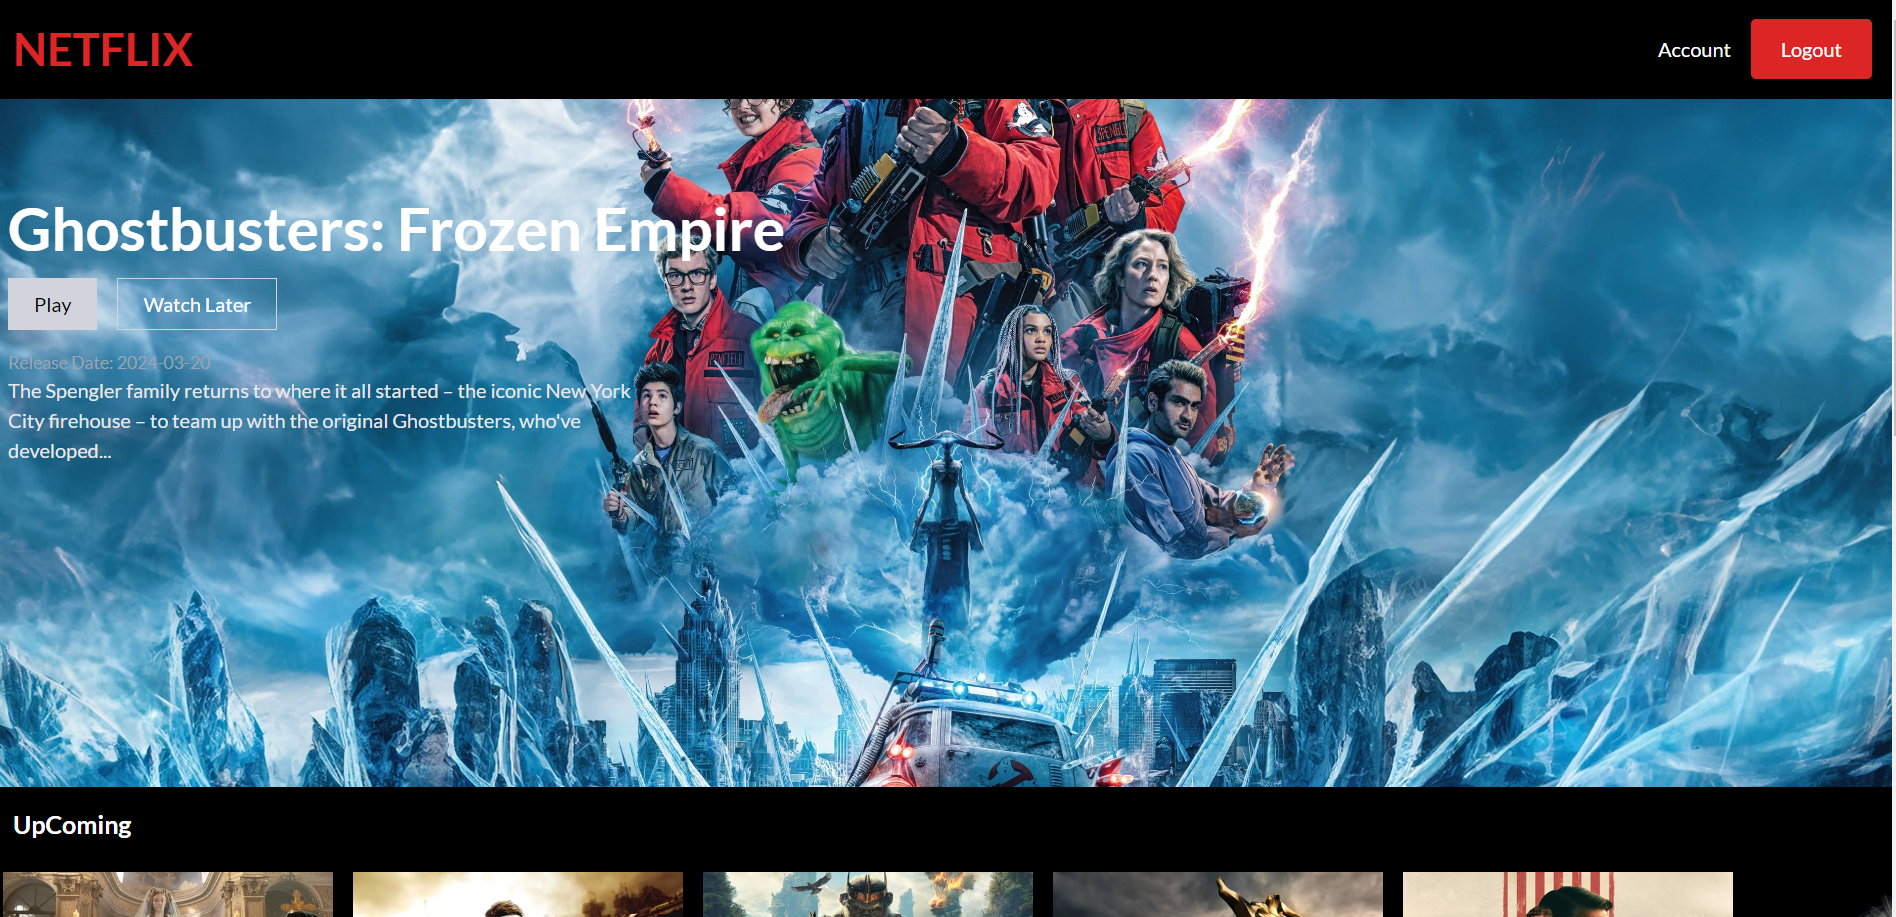 NETFLIX
Account
Logout
SPENGL
Ghostbusters: Frozen Empire
Play
Watch Later
Release Date: 2024-03-20
The Spengler family returns to where it all started – the iconic New York
City firehouse – to team up with the original Ghostbusters, who've
developed...
UpComing